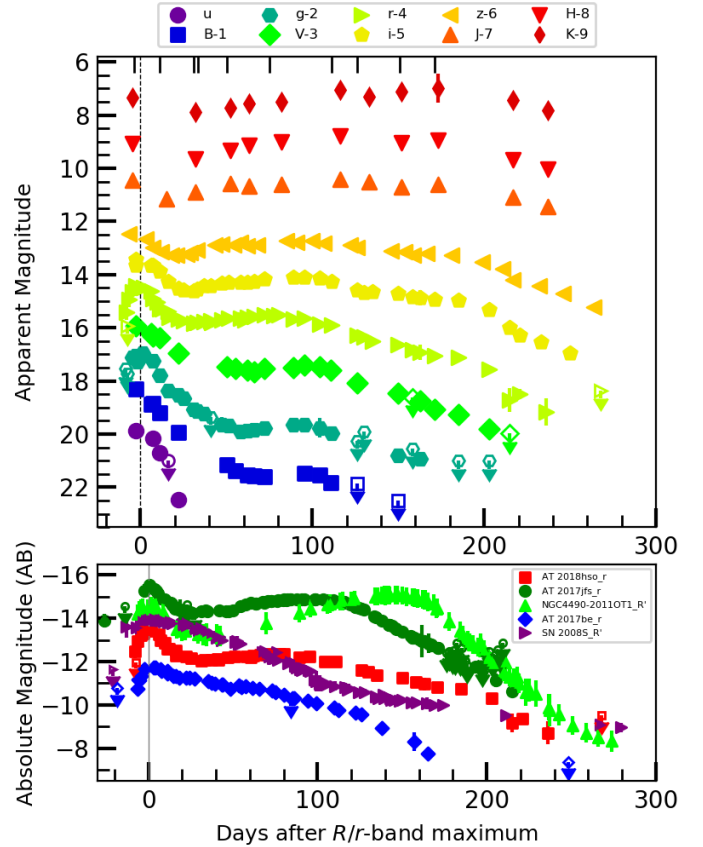 u g-2 r-4 z-6 H-8
B-1 V-3 i-5 J-7 K-9
6
8
10
12
14
16
18
20
22
Apparent Magnitude
0 100 200 300
AT 2018hso_r
AT 2017jfs_r
NGC4490-2011OT1_R'
AT 2017be_r
SN 2008S_R'
−16
−14
−12
−10
−8
Absolute Magnitude (AB)
0 100 200 300
Days after R/r-band maximum